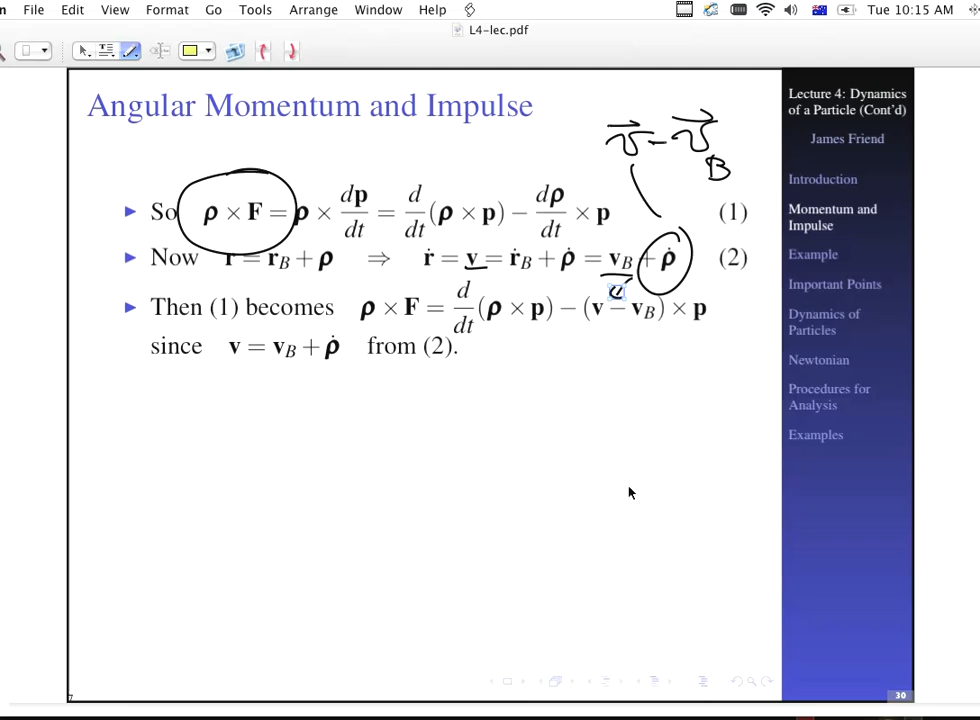 File Edit View Format Go Tools Arrange Window Help Tue 10:15 AM
L4-lec.pdf
Angular Momentum and Impulse
v⃗ - v⃗_B
So ρ × F = ρ × dp/dt = d/dt (ρ × p) − dρ/dt × p (1)
Now r = r_B + ρ ⇒ ṙ = v = ṙ_B + ρ̇ = v_B + ρ̇ (2)
Then (1) becomes ρ × F = d/dt (ρ × p) − (v − v_B) × p
since v = v_B + ρ̇ from (2).
Lecture 4: Dynamics
of a Particle (Cont'd)
James Friend
Introduction
Momentum and
Impulse
Example
Important Points
Dynamics of
Particles
Newtonian
Procedures for
Analysis
Examples
7
30